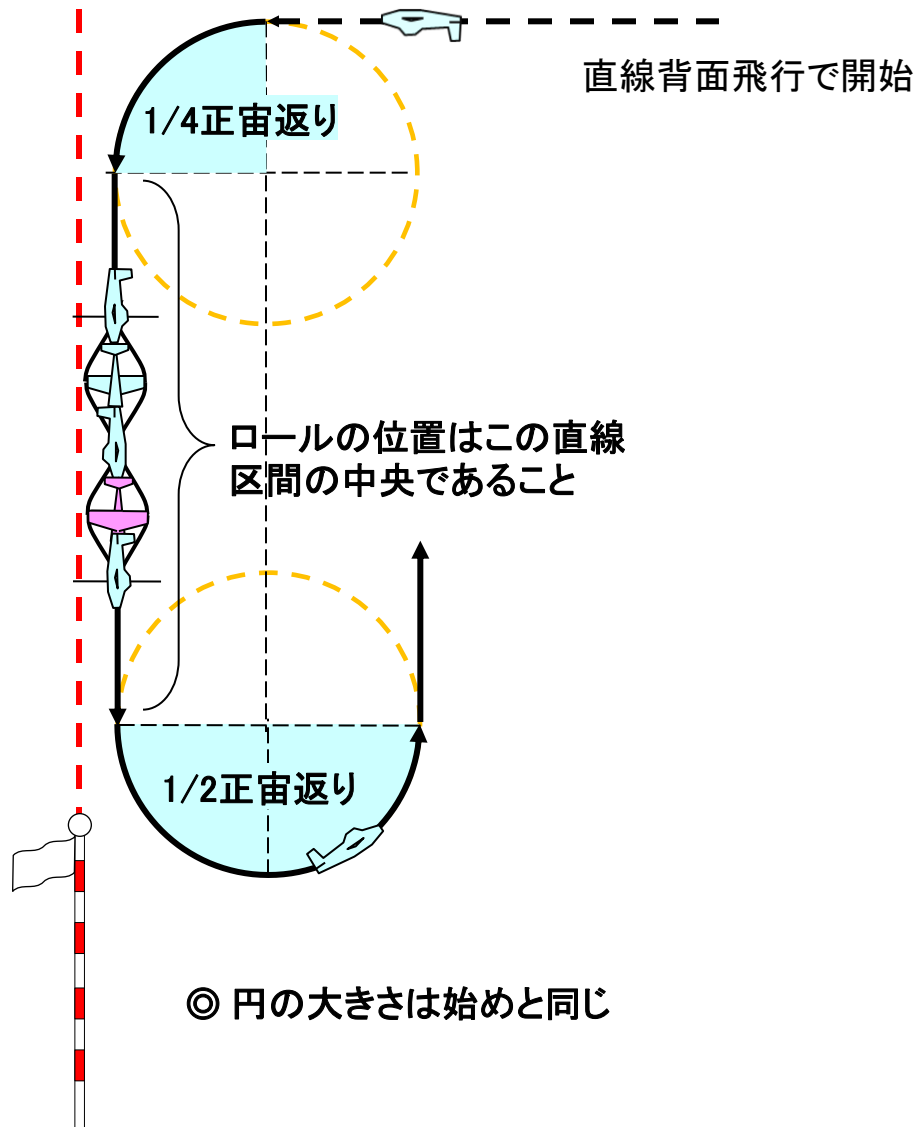 直線背面飛行で開始
1/4正宙返り
ロールの位置はこの直線
区間の中央であること
1/2正宙返り
◎ 円の大きさは始めと同じ